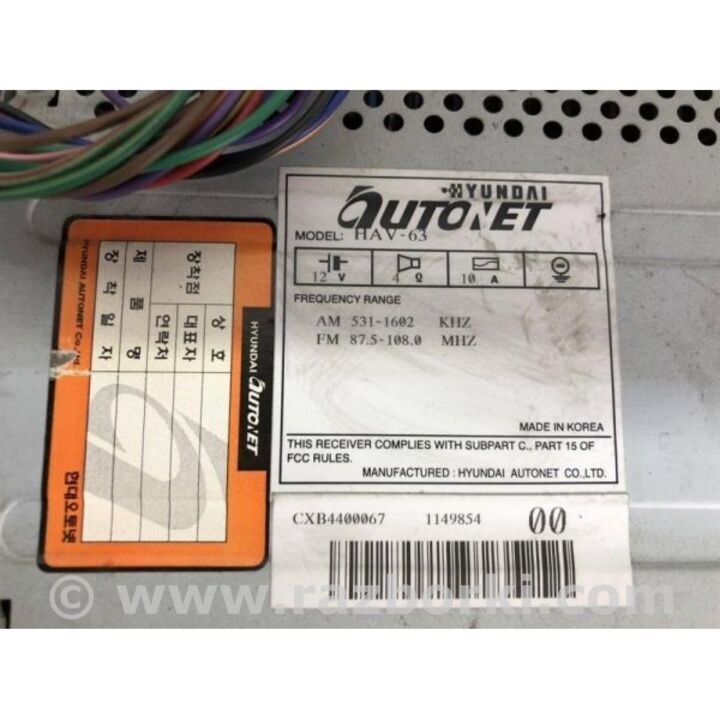 HYUNDAI
AUTONET
MODEL: HAV-63
12 V
4 Ω
10 A
FREQUENCY RANGE
AM 531-1602 KHZ
FM 87.5-108.0 MHZ
MADE IN KOREA
THIS RECEIVER COMPLIES WITH SUBPART C., PART 15 OF
FCC RULES.
MANUFACTURED : HYUNDAI AUTONET CO.,LTD.
CXB4400067 1149854 00
HYUNDAI AUTONET
장착점
상호
대표자
연락처
제품명
장착일자
HYUNDAI AUTONET Co., Ltd.
현대오토넷
© www.razborki.com